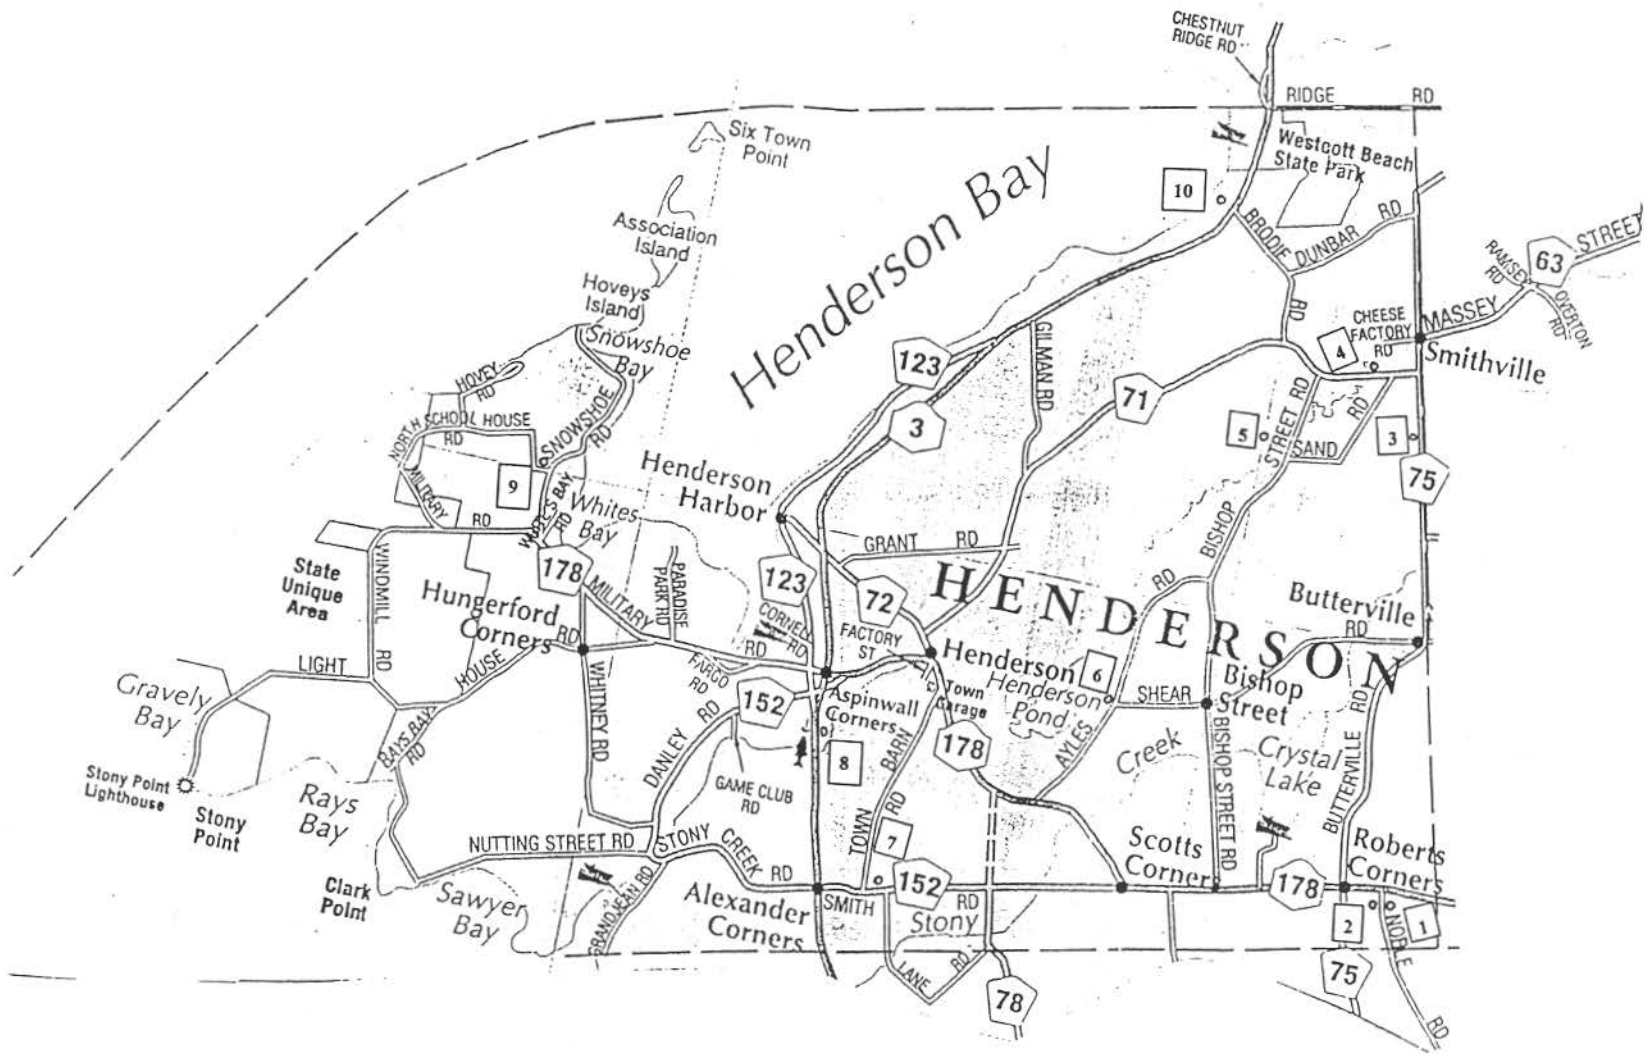 CHESTNUT
RIDGE RD
RIDGE RD
Six Town
Point
Westcott Beach
State Park
Henderson Bay
10
Association
Island
BRODIE
RD
DUNBAR
RD
STREET
63
RAMSEY
RD
OVERTON
RD
MASSEY
Hoveys
Island
Snowshoe
Bay
CHEESE
FACTORY
RD
4
Smithville
123
GILMAN RD
71
3
HOVEY
RD
SNOWSHOE
RD
NORTH SCHOOL HOUSE
RD
5
STREET RD
SAND
RD
3
75
Henderson
Harbor
9
MILITARY
RD
Whites
Bay
BAY
RD
GRANT RD
BISHOP
RD
State
Unique
Area
WINDMILL
RD
178
Hungerford
Corners
MILITARY
RD
PARADISE
PARK RD
123
72
CORNELL
RD
FACTORY
ST
HENDERSON
Butterville
RD
LIGHT
HOUSE
RD
FARGO
RD
Henderson
Henderson
Pond
6
SHEAR
Bishop
Street
Gravely
Bay
WHITNEY RD
152
Aspinwall
Corners
Town
Garage
178
AYLES
Creek
BISHOP STREET RD
Crystal
Lake
BUTTERVILLE
RD
BAYS BAY
RD
DANLEY
RD
GAME CLUB
RD
8
BARN
RD
TOWN
Stony Point
Lighthouse
Stony
Point
Rays
Bay
NUTTING STREET RD
STONY
CREEK
RD
7
Scotts
Corners
Roberts
Corners
Clark
Point
Sawyer
Bay
GRANDJEAN RD
Alexander
Corners
SMITH
RD
152
Stony
178
2
1
NOBLE
RD
LANE
RD
78
75